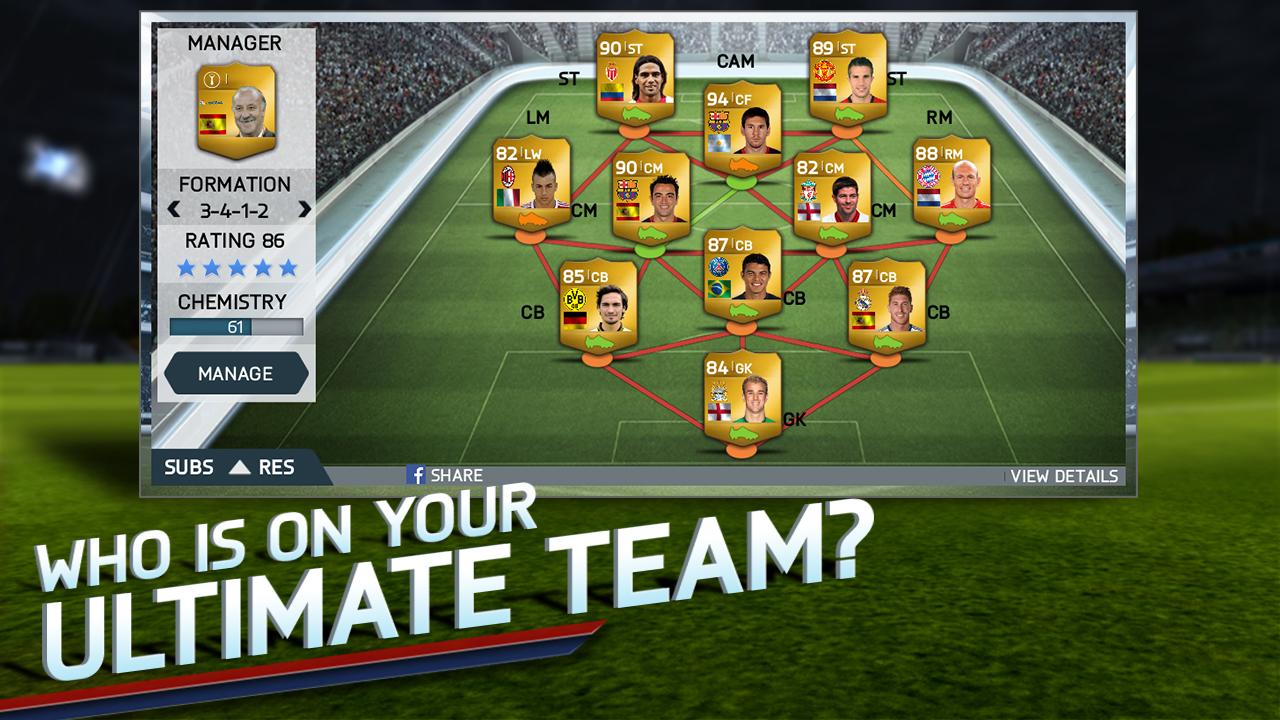 MANAGER
FORMATION
3-4-1-2
RATING 86
CHEMISTRY
61
MANAGE
SUBS RES
SHARE
VIEW DETAILS
ST
90 ST
CAM
94 CF
89 ST
ST
LM
82 LW
90 CM
CM
82 CM
CM
RM
88 RM
85 CB
CB
87 CB
CB
87 CB
CB
84 GK
GK
WHO IS ON YOUR
ULTIMATE TEAM?